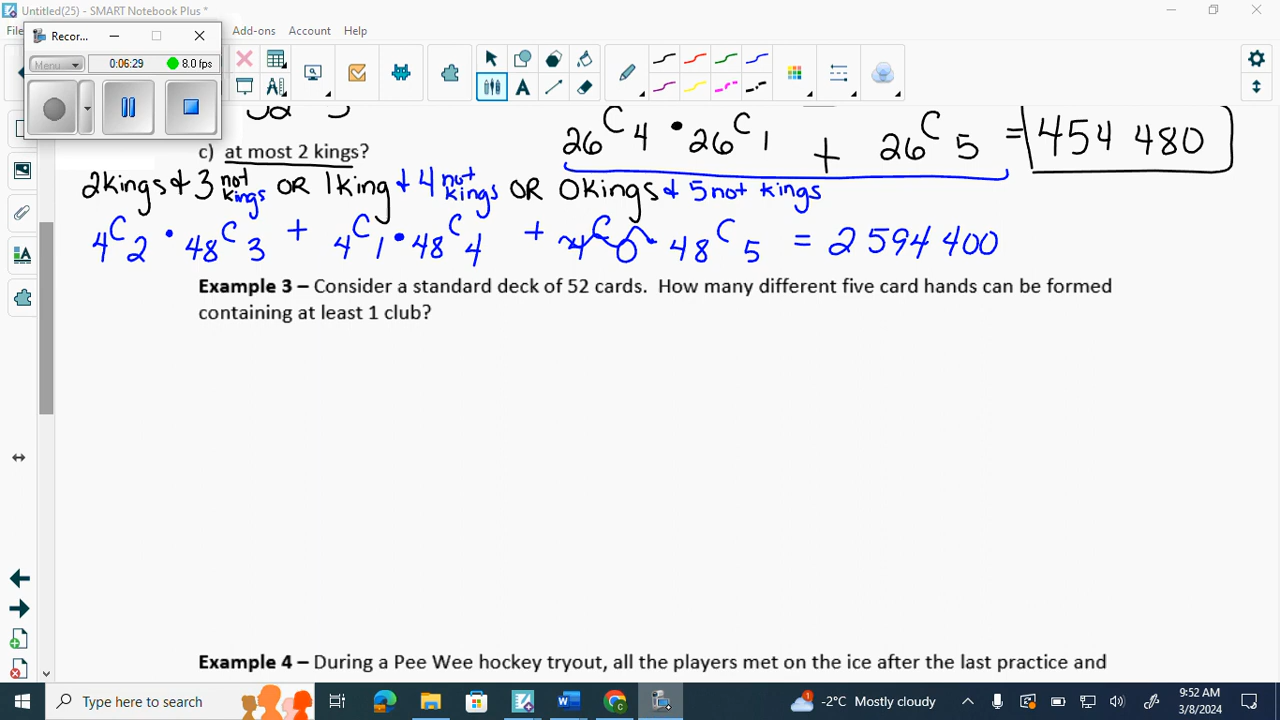 Untitled(25) - SMART Notebook Plus *
Recor...
Add-ons Account Help
Menu 0:06:29 8.0 fps
26C4 • 26C1 + 26C5 = 454 480
c) at most 2 kings?
2kings & 3 not kings OR 1king & 4 not kings OR 0kings & 5 not kings
4C2 • 48C3 + 4C1 • 48C4 + 4C0 48C5 = 2 594 400
Example 3 – Consider a standard deck of 52 cards. How many different five card hands can be formed
containing at least 1 club?
Example 4 – During a Pee Wee hockey tryout, all the players met on the ice after the last practice and
Type here to search
-2°C Mostly cloudy
9:52 AM
3/8/2024